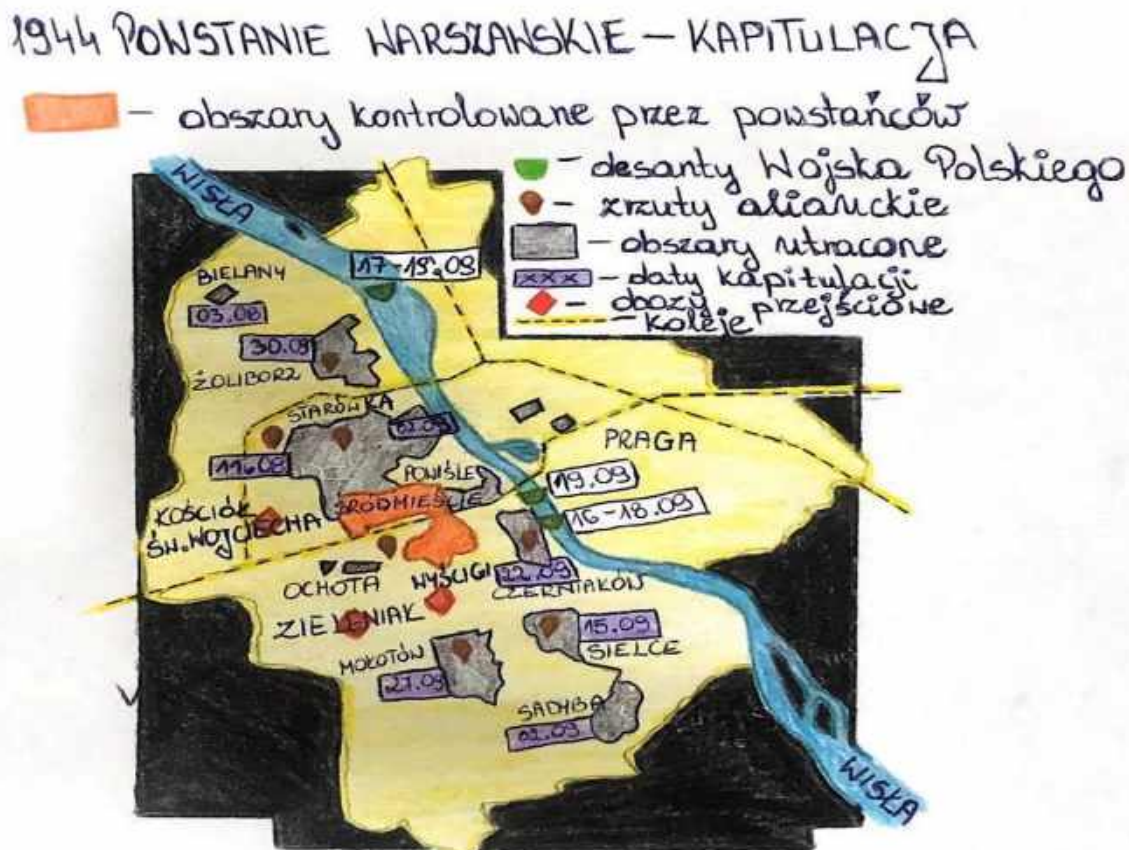 1944 POWSTANIE WARSZAWSKIE – KAPITULACJA
– obszary kontrolowane przez powstańców
– desanty Wojska Polskiego
– zrzuty alianckie
– obszary utracone
xxx – daty kapitulacji
– obozy przejściowe
– koleje
WISŁA
17-19.09
BIELANY
03.08
30.09
ŻOLIBORZ
STARÓWKA
02.09
11.08
POWIŚLE
PRAGA
19.09
16-18.09
ŚRÓDMIEŚCIE
KOŚCIÓŁ
ŚW. WOJCIECHA
OCHOTA
WYŚCIGI
22.09
CZERNIAKÓW
ZIELENIAK
15.09
SIELCE
MOKOTÓW
27.09
SADYBA
02.09
WISŁA